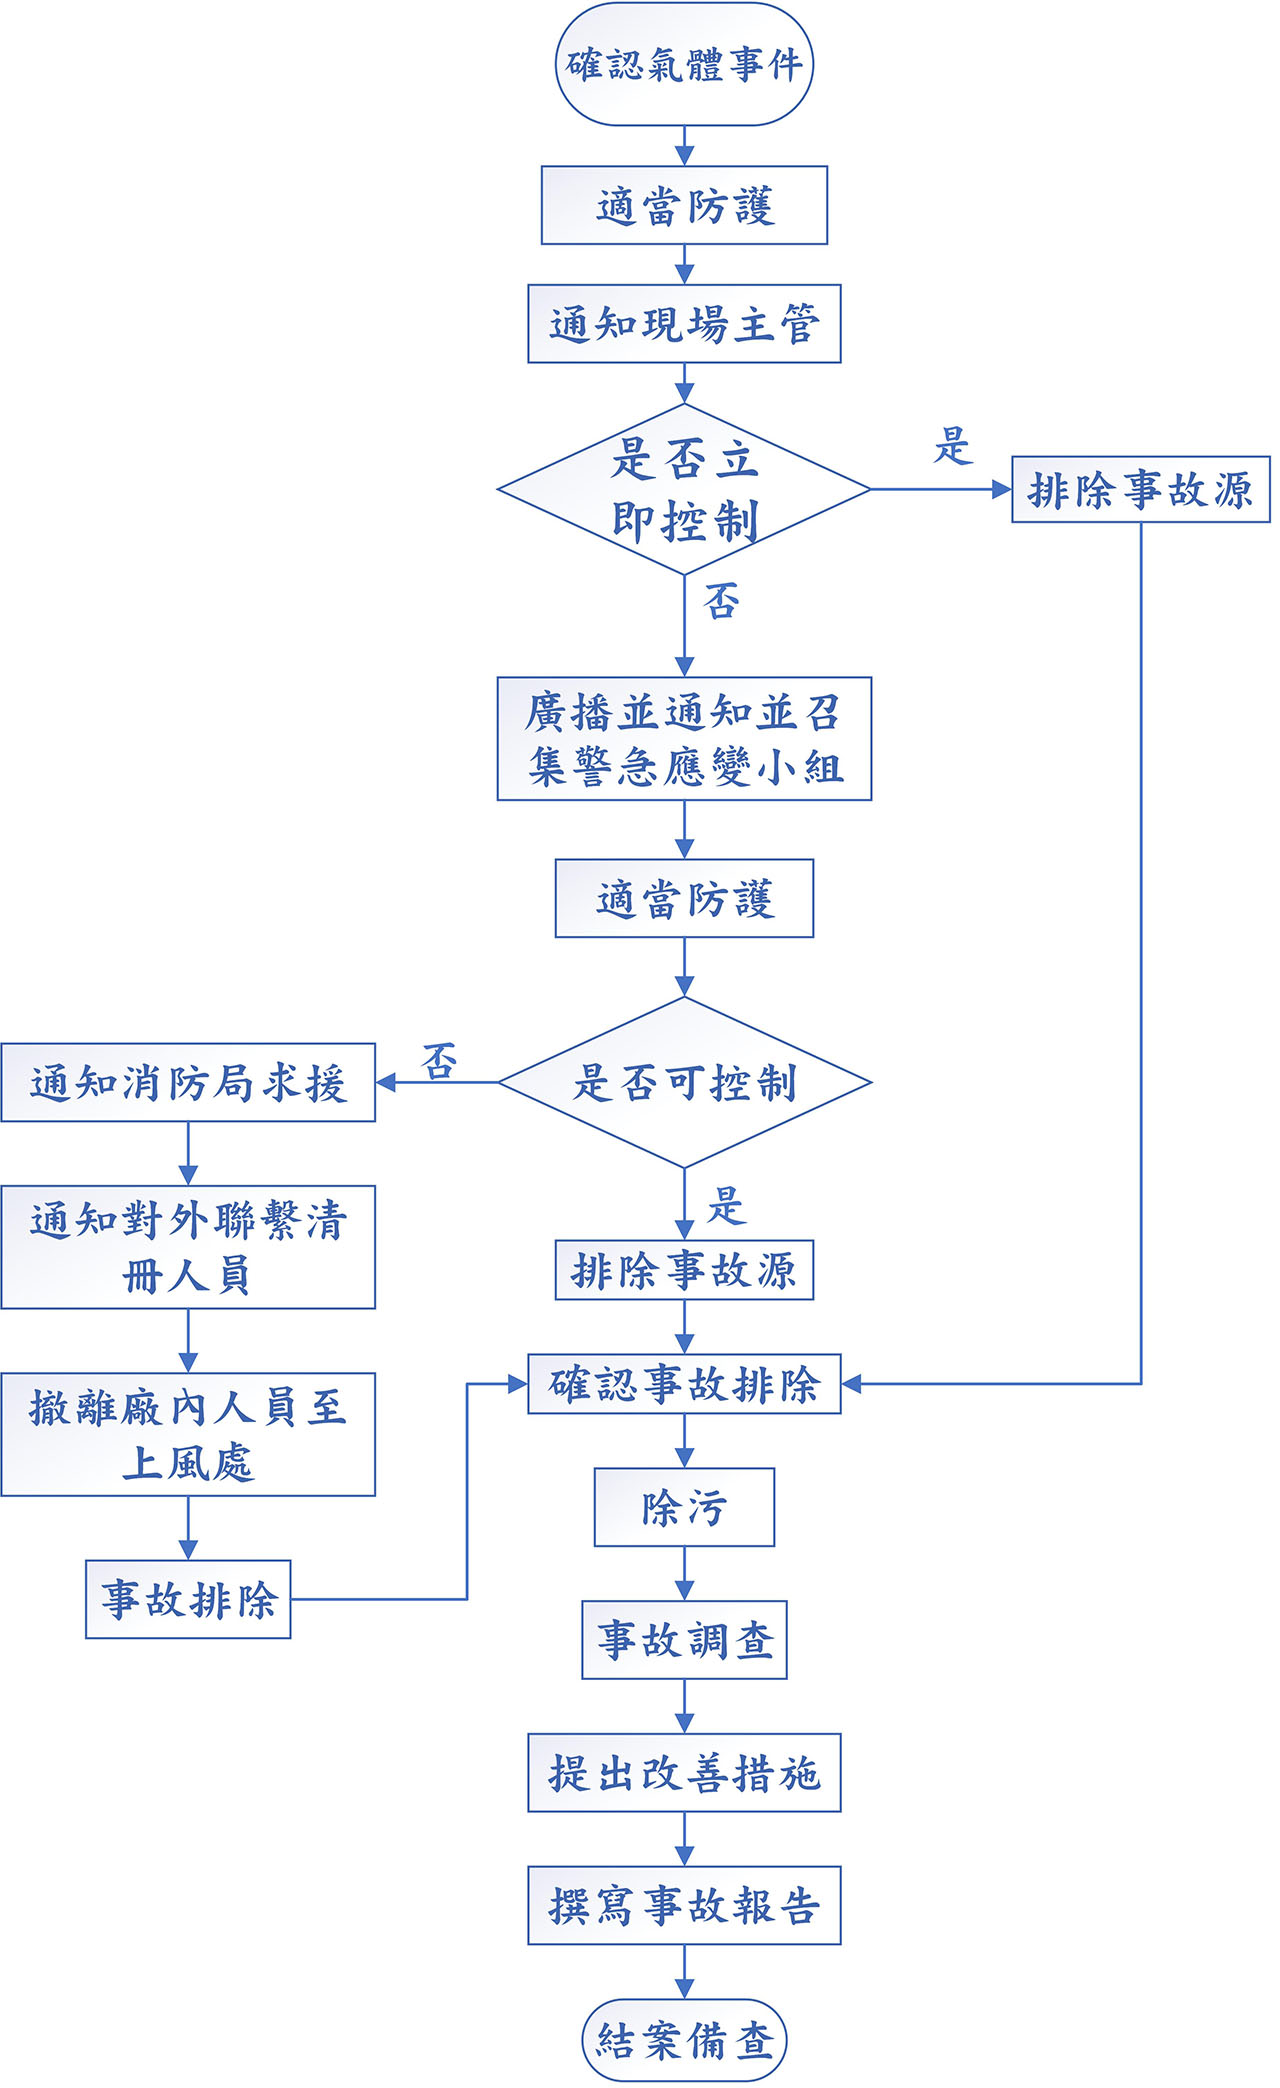 確認氣體事件
適當防護
通知現場主管
是否立
即控制
是
排除事故源
否
廣播並通知並召
集警急應變小組
適當防護
是否可控制
否
通知消防局求援
通知對外聯繫清
冊人員
撤離廠內人員至
上風處
事故排除
是
排除事故源
確認事故排除
除污
事故調查
提出改善措施
撰寫事故報告
結案備查